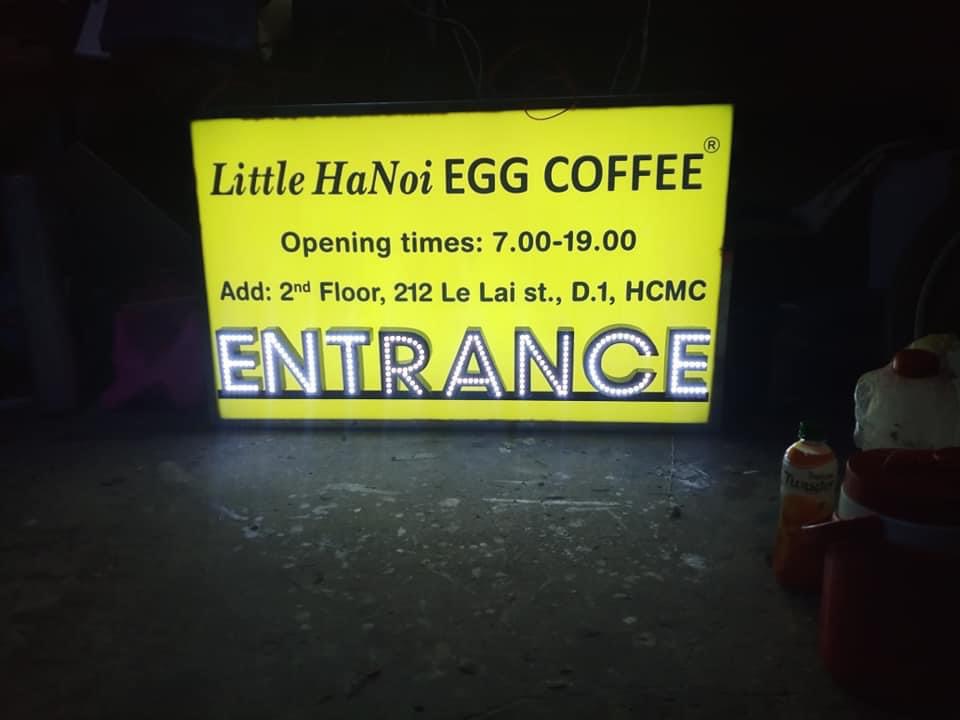 Little HaNoi EGG COFFEE®
Opening times: 7.00-19.00
Add: 2nd Floor, 212 Le Lai st., D.1, HCMC
ENTRANCE
Twister